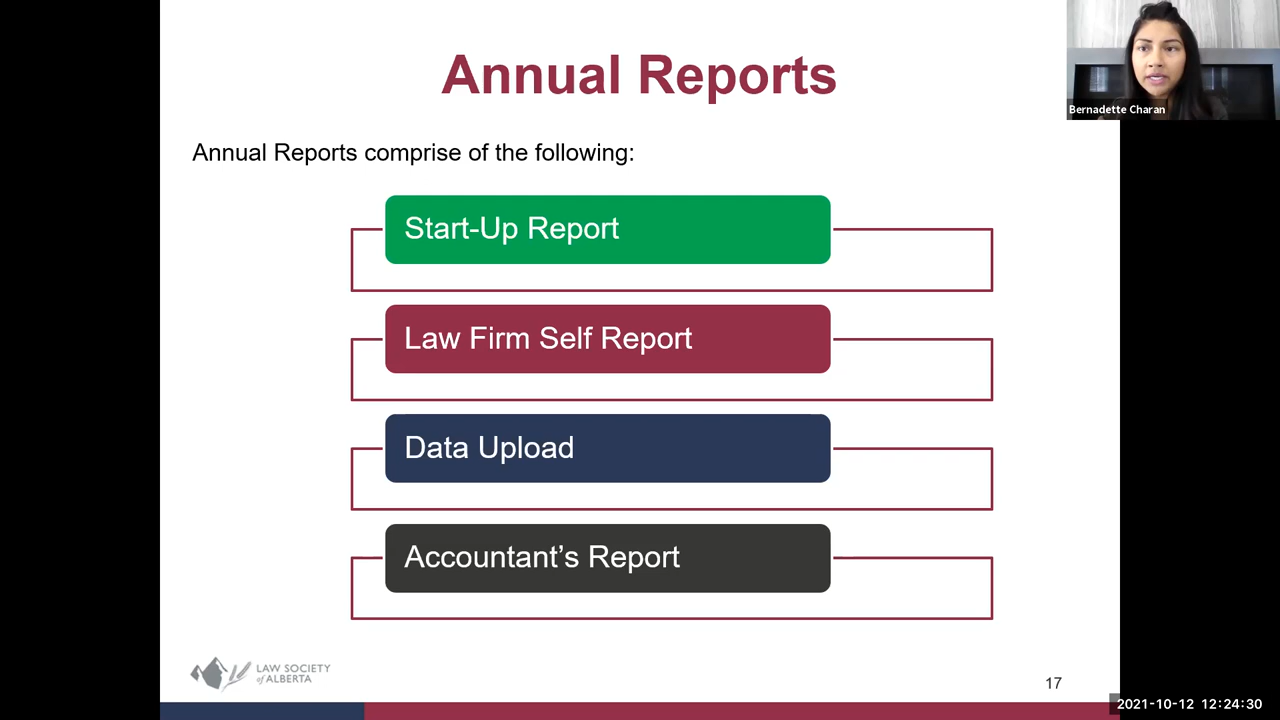 Annual Reports
Bernadette Charan
Annual Reports comprise of the following:
Start-Up Report
Law Firm Self Report
Data Upload
Accountant’s Report
LAW SOCIETY
of ALBERTA
17
2021-10-12 12:24:30